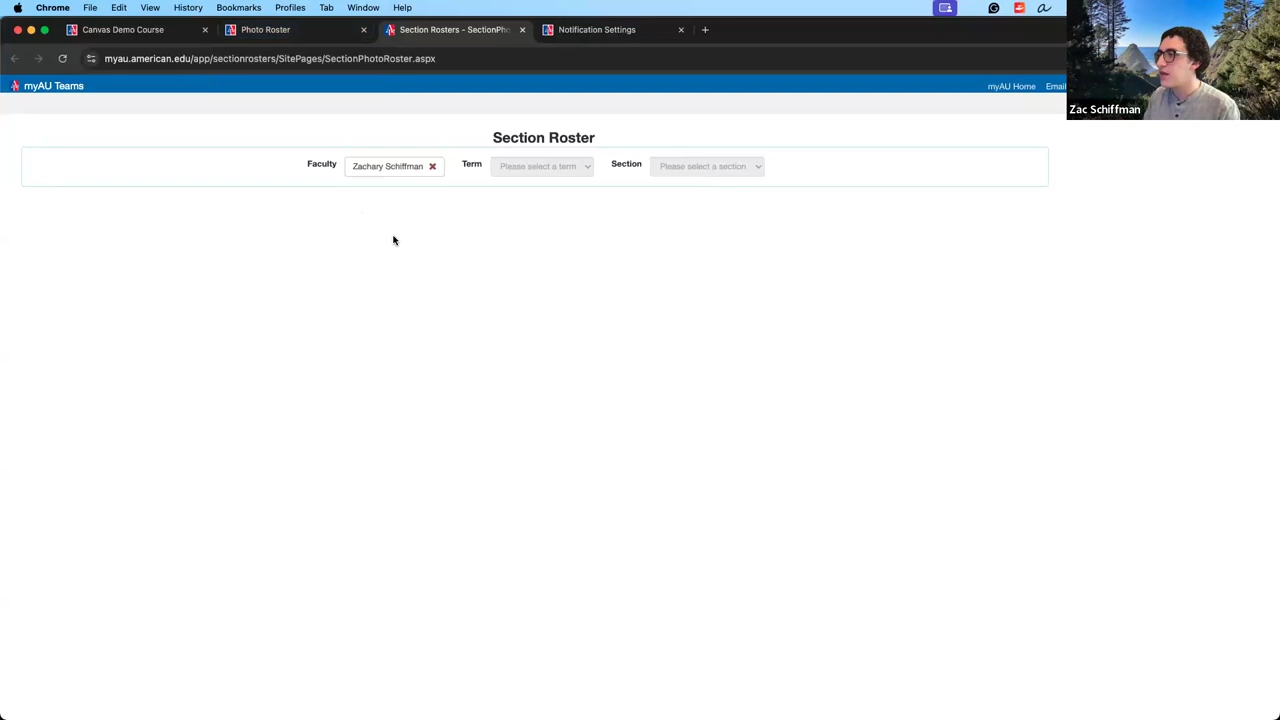 Chrome File Edit View History Bookmarks Profiles Tab Window Help
Canvas Demo Course Photo Roster Section Rosters - SectionPho Notification Settings
myau.american.edu/app/sectionrosters/SitePages/SectionPhotoRoster.aspx
myAU Teams myAU Home Email
Zac Schiffman
Section Roster
Faculty Zachary Schiffman Term Please select a term Section Please select a section